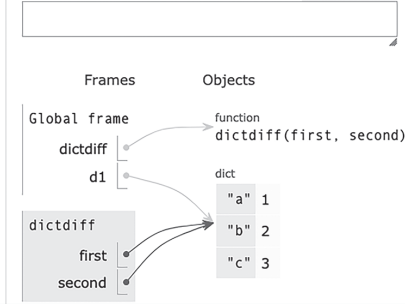 Frames Objects
Global frame
function
dictdiff dictdiff(first, second)
d1
dict
"a" 1
dictdiff "b" 2
first "c" 3
second